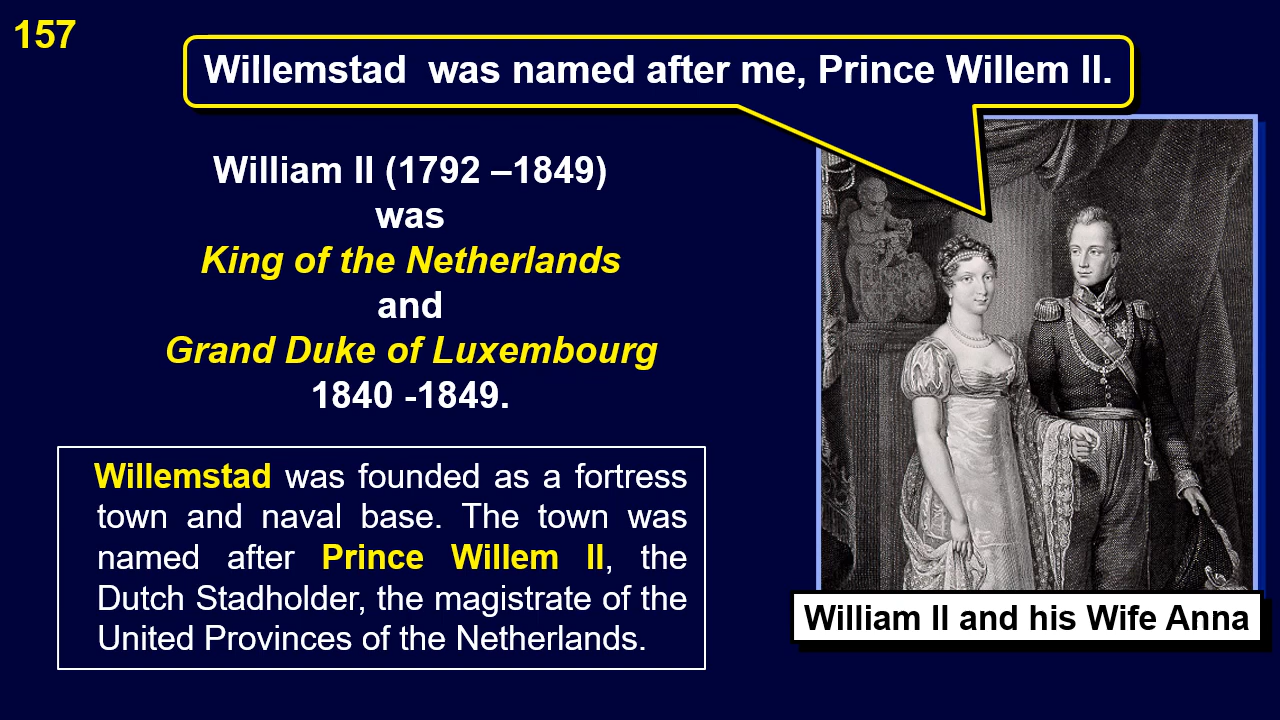 157
Willemstad was named after me, Prince Willem II.
William II (1792 –1849)
was
King of the Netherlands
and
Grand Duke of Luxembourg
1840 -1849.
Willemstad was founded as a fortress
town and naval base. The town was
named after Prince Willem II, the
Dutch Stadholder, the magistrate of the
United Provinces of the Netherlands.
William II and his Wife Anna